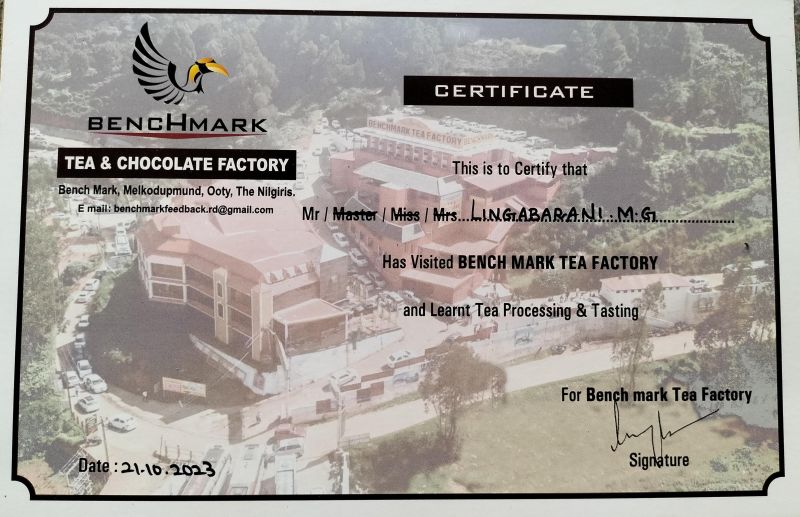 BENCHMARK
TEA & CHOCOLATE FACTORY
Bench Mark, Melkodupmund, Ooty, The Nilgiris.
E mail: benchmarkfeedback.rd@gmail.com
CERTIFICATE
BENCHMARK TEA FACTORY BENCHMARK
This is to Certify that
Mr / Master / Miss / Mrs...LINGABARANI.M.G
Has Visited BENCH MARK TEA FACTORY
and Learnt Tea Processing & Tasting
For Bench mark Tea Factory
Signature
Date : 21.10.2023